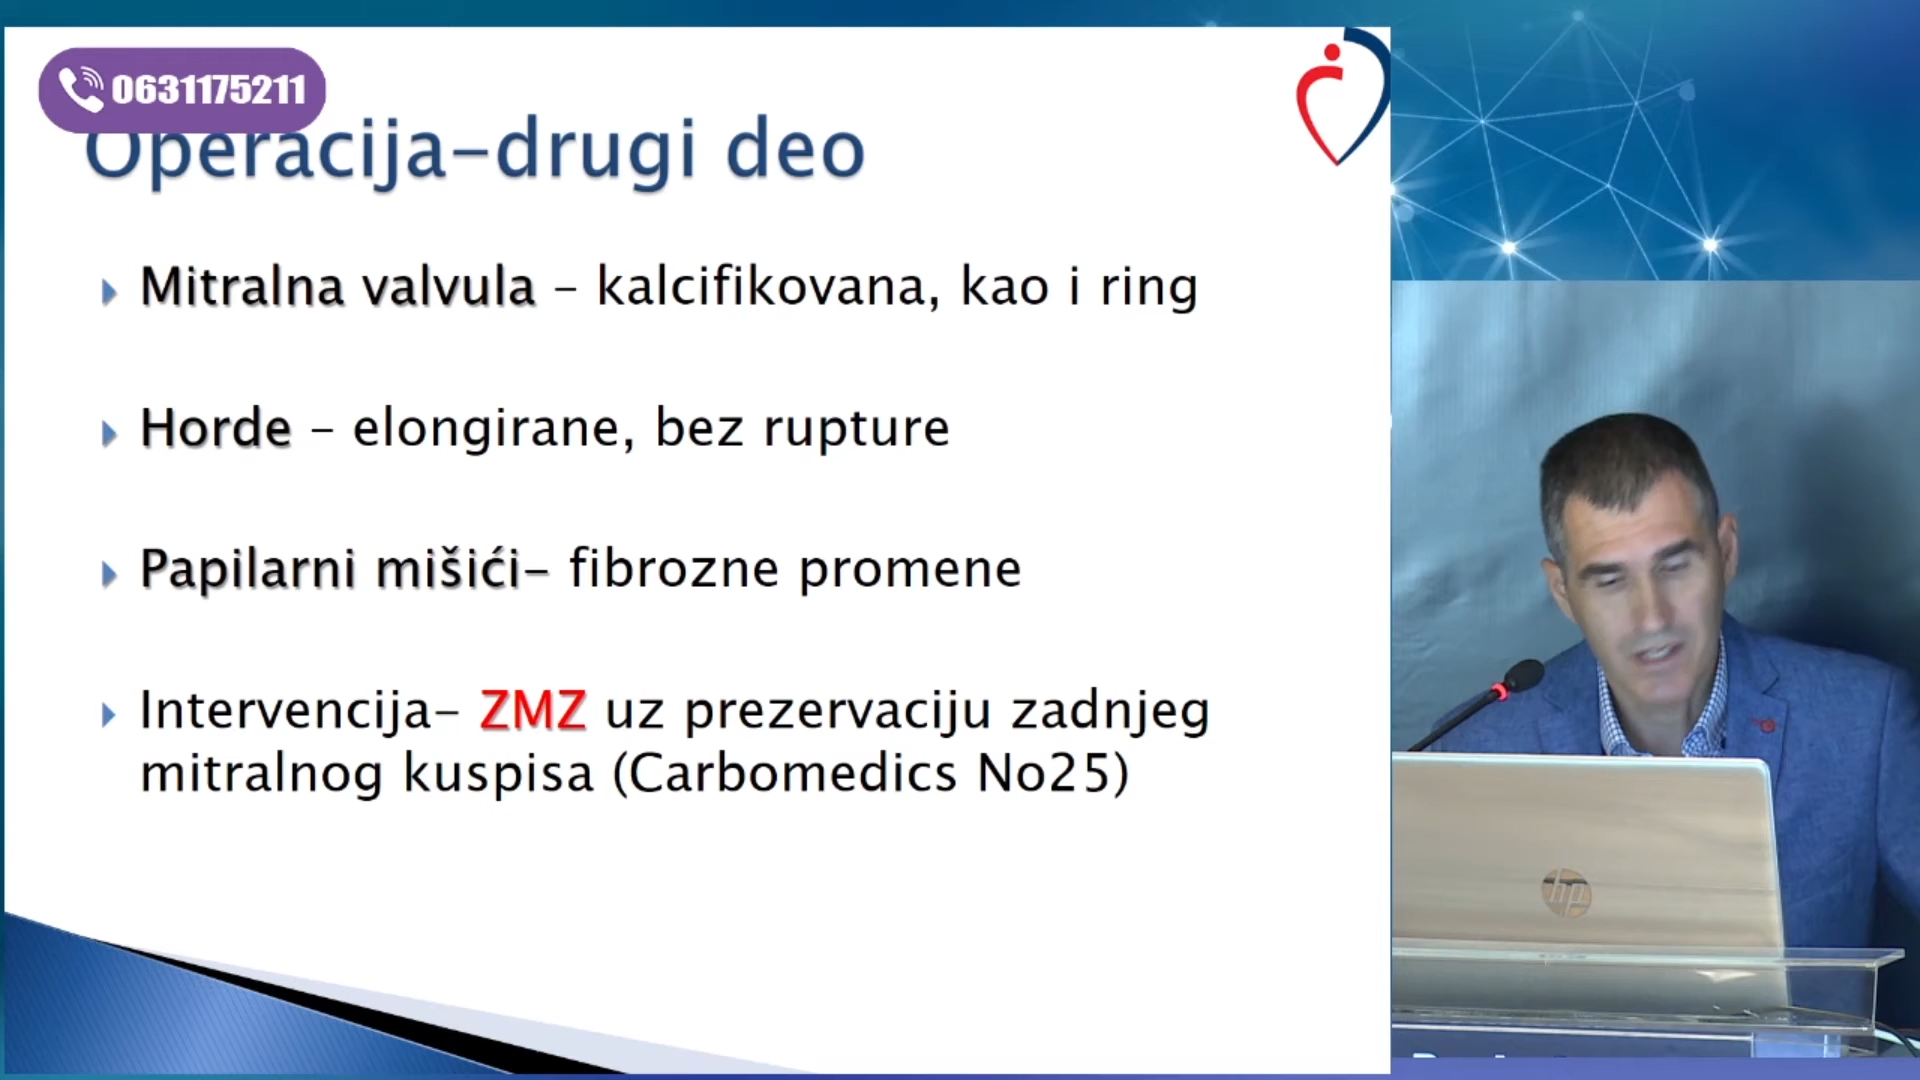 0631175211
Operacija-drugi deo
Mitralna valvula – kalcifikovana, kao i ring
Horde – elongirane, bez rupture
Papilarni mišići– fibrozne promene
Intervencija– ZMZ uz prezervaciju zadnjeg
mitralnog kuspisa (Carbomedics No25)
hp